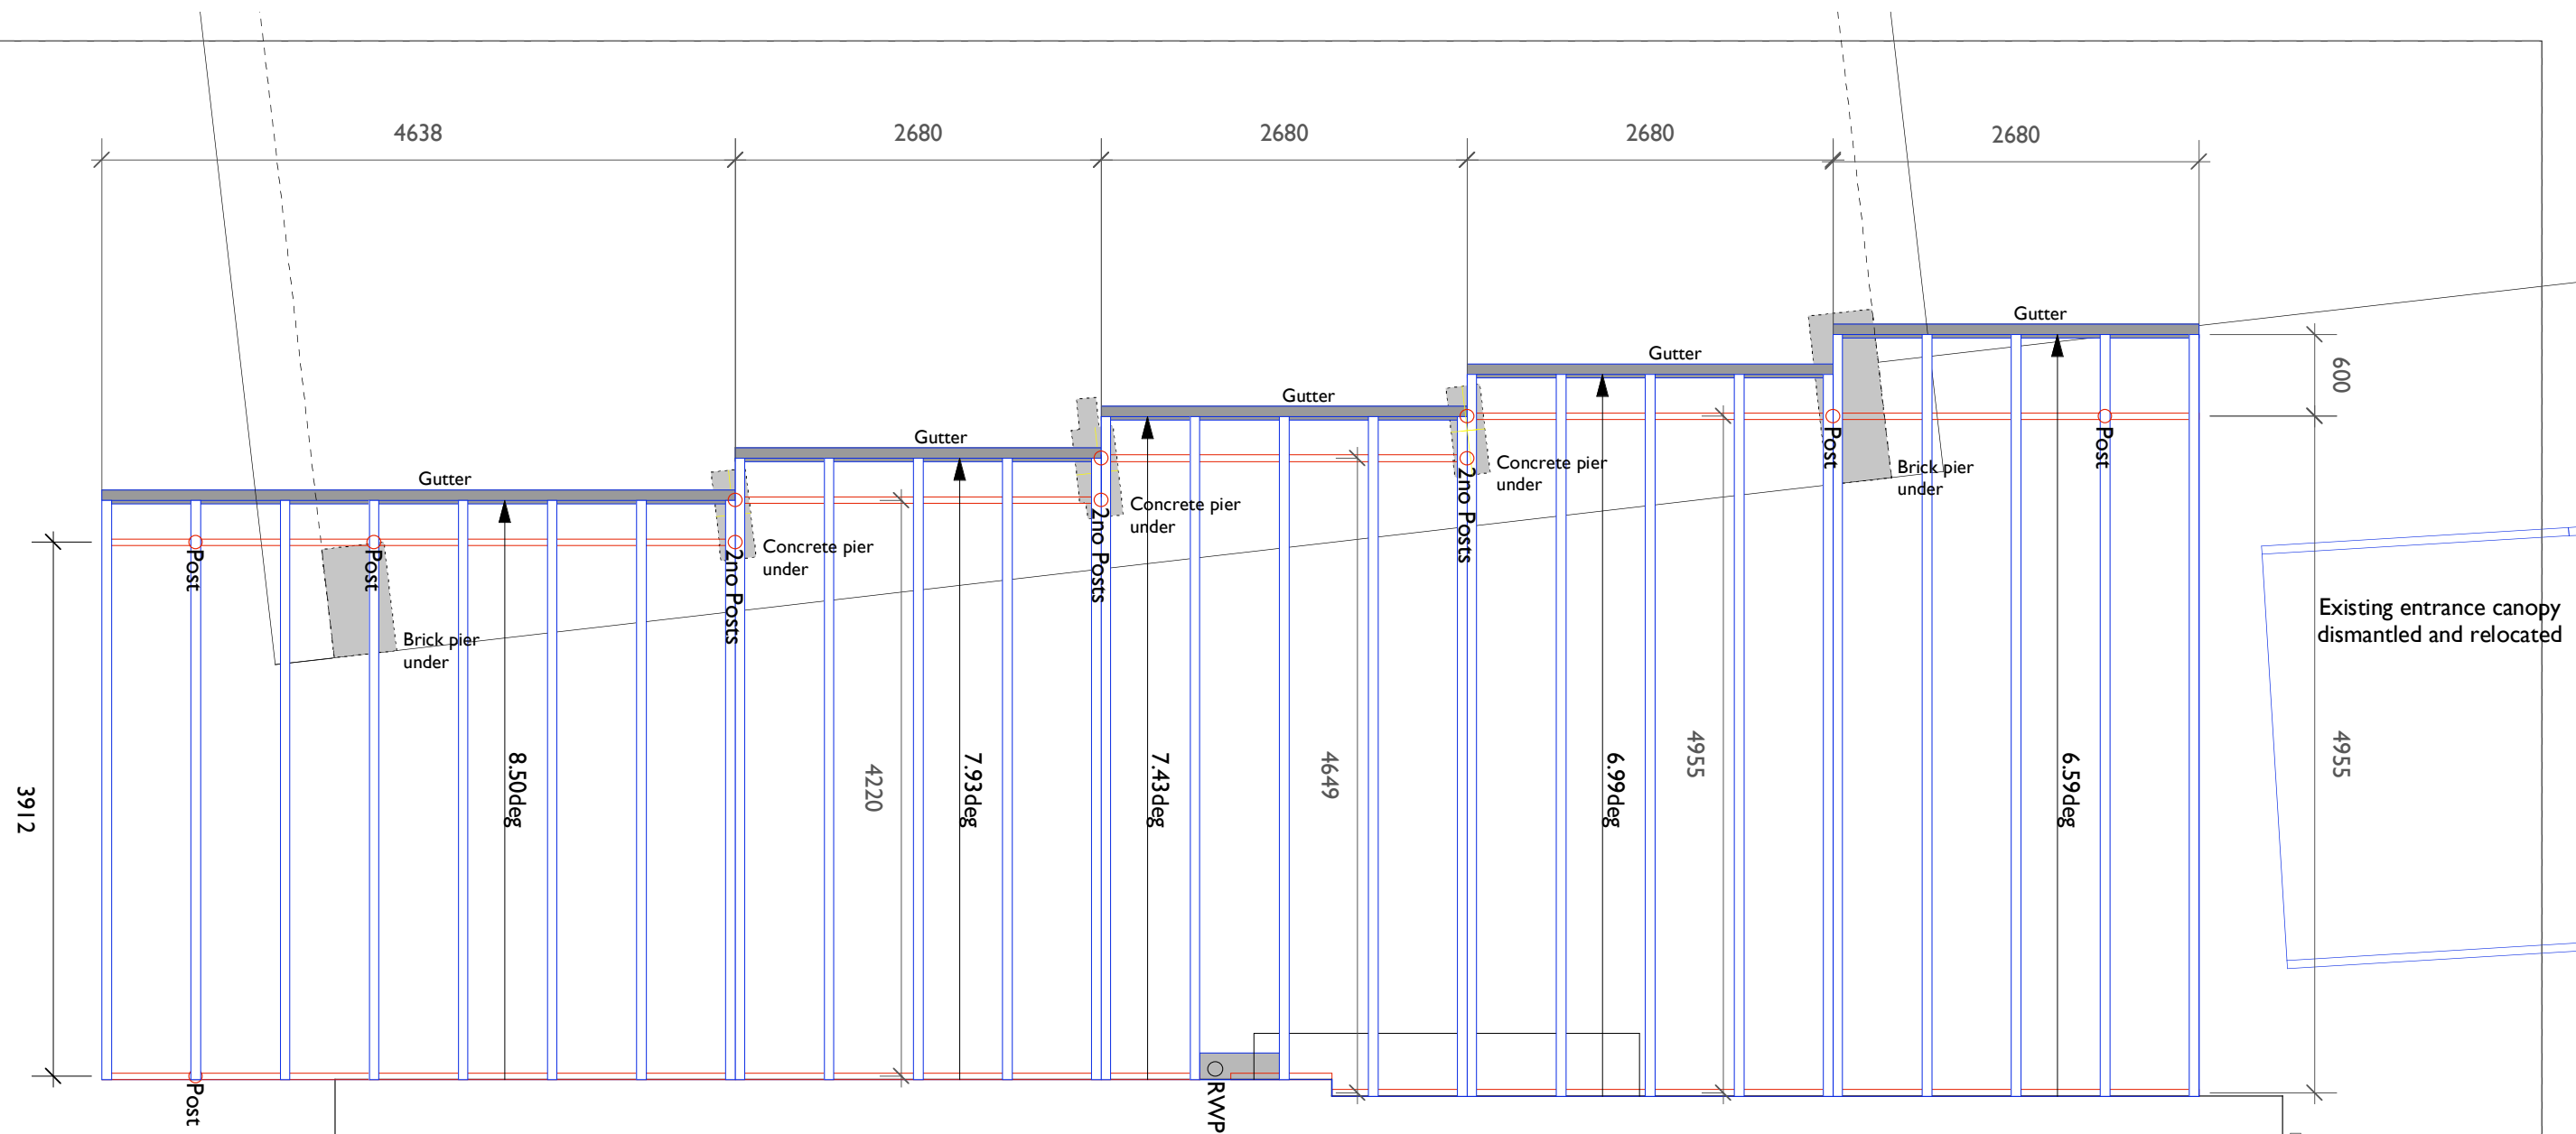 4638
2680
2680
2680
2680
Gutter
Gutter
Gutter
Gutter
Gutter
600
Post
Post
Brick pier
under
2no Posts
Concrete pier
under
2no Posts
Concrete pier
under
2no Posts
Concrete pier
under
Post
Post
Brick pier
under
Existing entrance canopy
dismantled and relocated
3912
8.50deg
4220
7.93deg
7.43deg
4649
6.99deg
4955
6.59deg
4955
Post
RWP